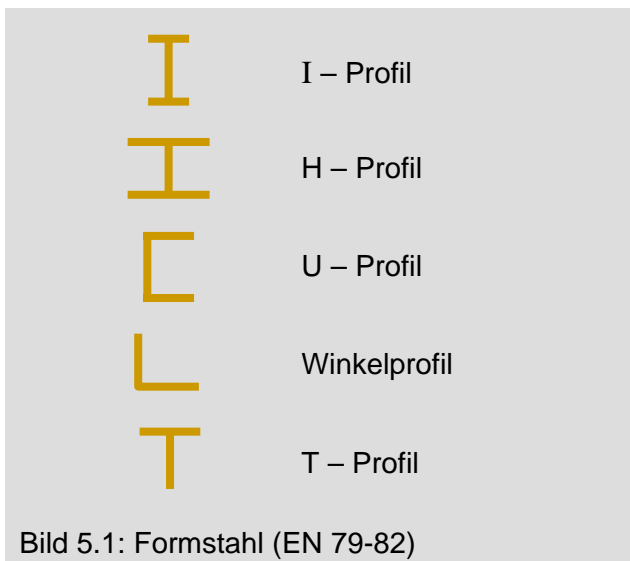 I – Profil
H – Profil
U – Profil
Winkelprofil
T – Profil
Bild 5.1: Formstahl (EN 79-82)